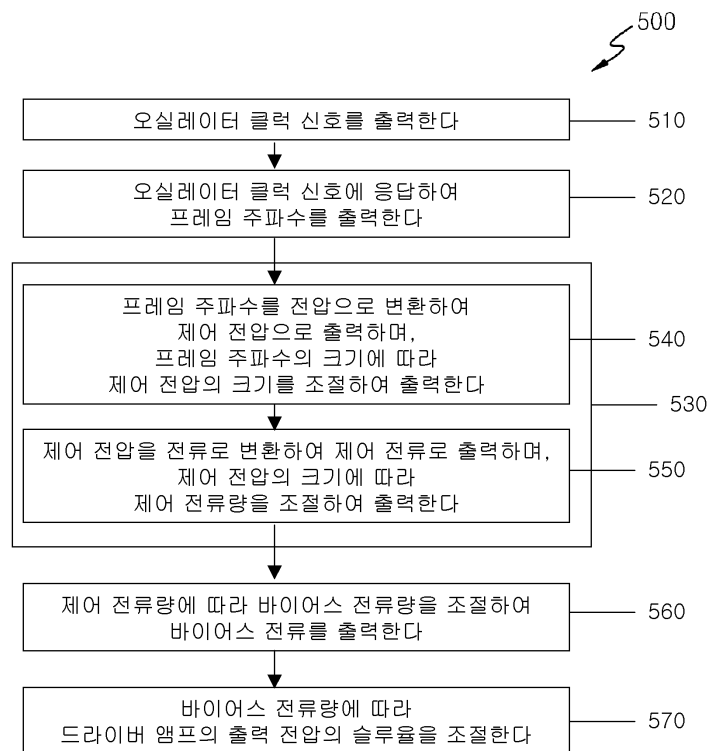 500
오실레이터 클럭 신호를 출력한다
510
오실레이터 클럭 신호에 응답하여
프레임 주파수를 출력한다
520
프레임 주파수를 전압으로 변환하여
제어 전압으로 출력하며,
프레임 주파수의 크기에 따라
제어 전압의 크기를 조절하여 출력한다
540
530
제어 전압을 전류로 변환하여 제어 전류로 출력하며,
제어 전압의 크기에 따라
제어 전류량을 조절하여 출력한다
550
제어 전류량에 따라 바이어스 전류량을 조절하여
바이어스 전류를 출력한다
560
바이어스 전류량에 따라
드라이버 앰프의 출력 전압의 슬루율을 조절한다
570